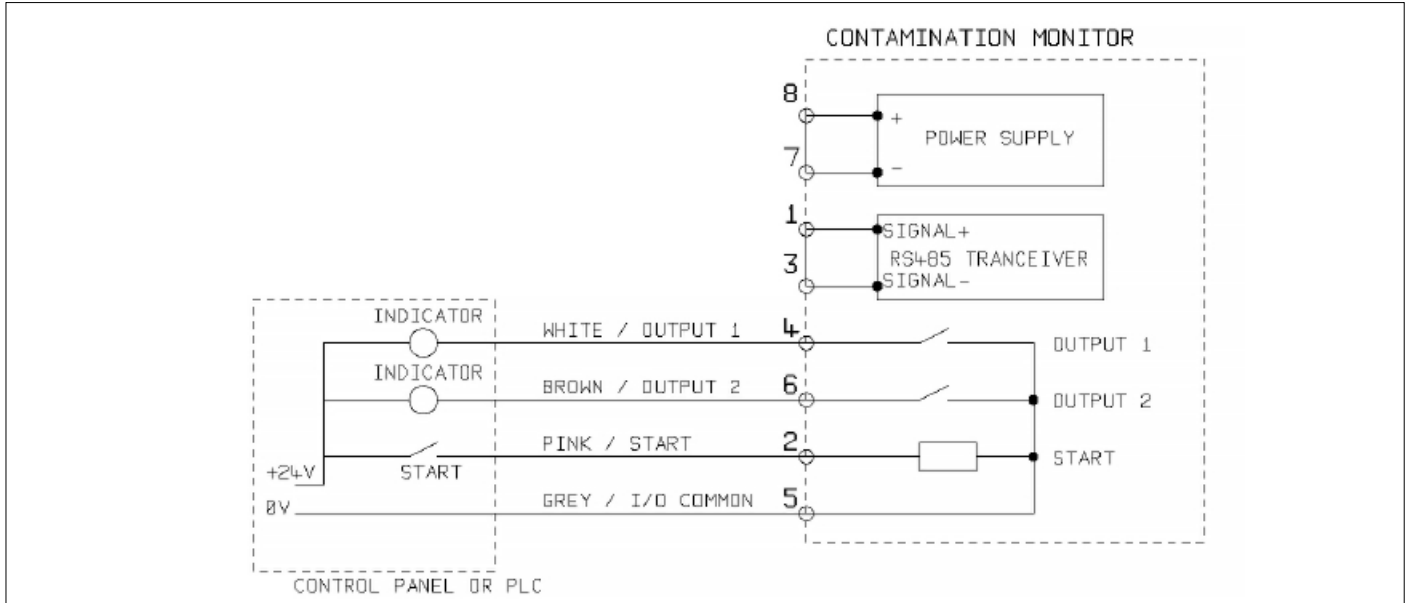 CONTAMINATION MONITOR
8
+
POWER SUPPLY
7
-
1
SIGNAL+
RS485 TRANCEIVER
3
SIGNAL-
INDICATOR
WHITE / OUTPUT 1
4
OUTPUT 1
INDICATOR
BROWN / OUTPUT 2
6
OUTPUT 2
PINK / START
2
START
+24V
START
GREY / I/O COMMON
5
0V
CONTROL PANEL OR PLC